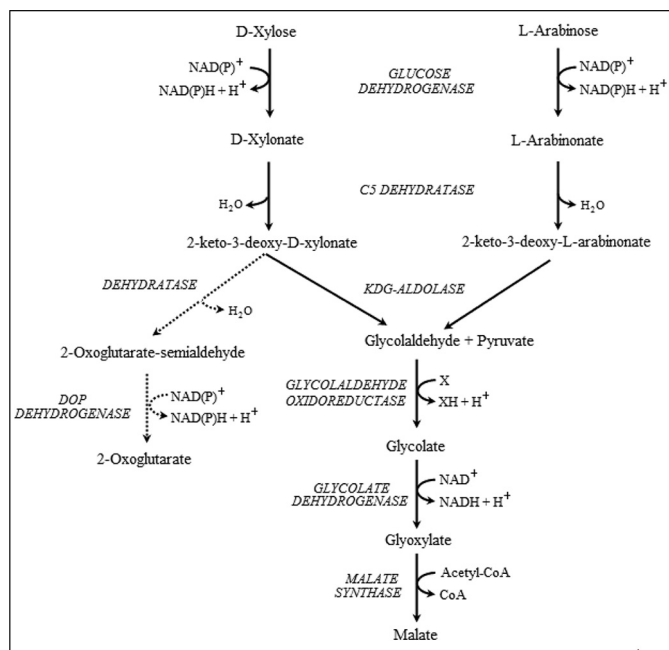 D-Xylose
L-Arabinose
NAD(P)+
NAD(P)H + H+
GLUCOSE
DEHYDROGENASE
NAD(P)+
NAD(P)H + H+
D-Xylonate
L-Arabinonate
H2O
C5 DEHYDRATASE
H2O
2-keto-3-deoxy-D-xylonate
2-keto-3-deoxy-L-arabinonate
DEHYDRATASE
H2O
KDG-ALDOLASE
2-Oxoglutarate-semialdehyde
Glycolaldehyde + Pyruvate
DOP
DEHYDROGENASE
NAD(P)+
NAD(P)H + H+
GLYCOLALDEHYDE
OXIDOREDUCTASE
X
XH + H+
2-Oxoglutarate
Glycolate
GLYCOLATE
DEHYDROGENASE
NAD+
NADH + H+
Glyoxylate
MALATE
SYNTHASE
Acetyl-CoA
CoA
Malate